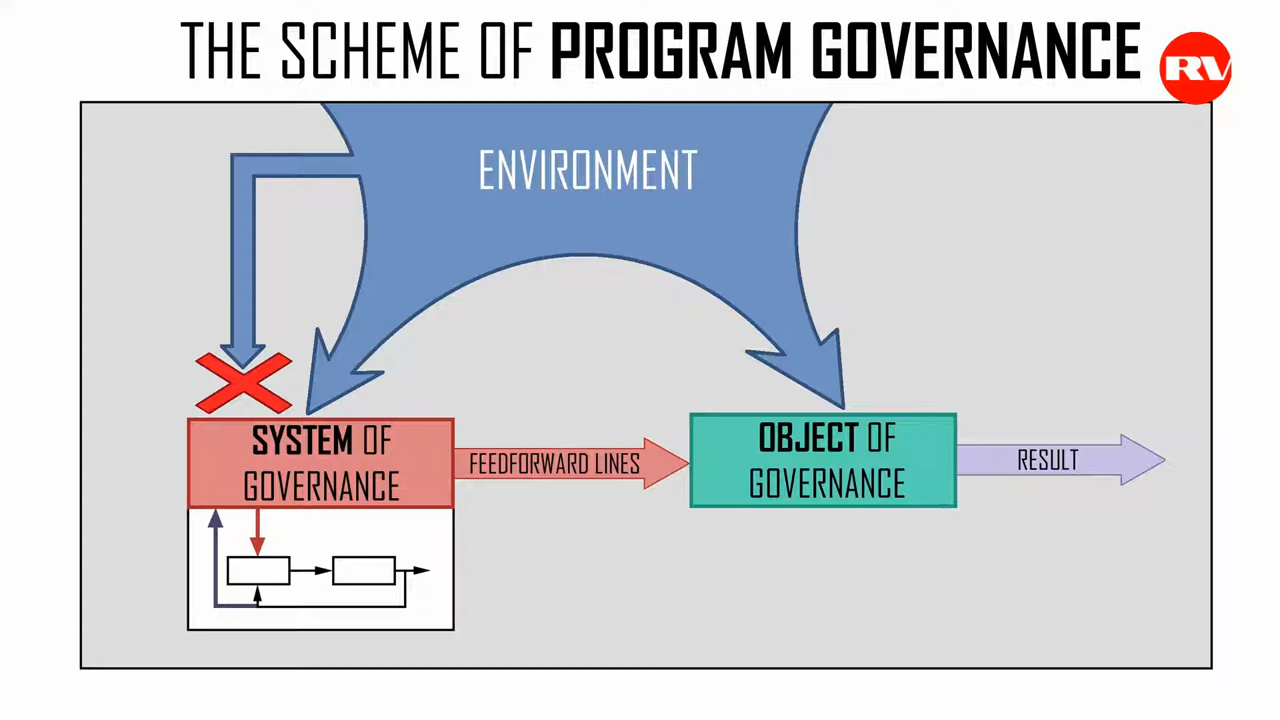 THE SCHEME OF PROGRAM GOVERNANCE
RV
ENVIRONMENT
SYSTEM OF
GOVERNANCE
FEEDFORWARD LINES
OBJECT OF
GOVERNANCE
RESULT